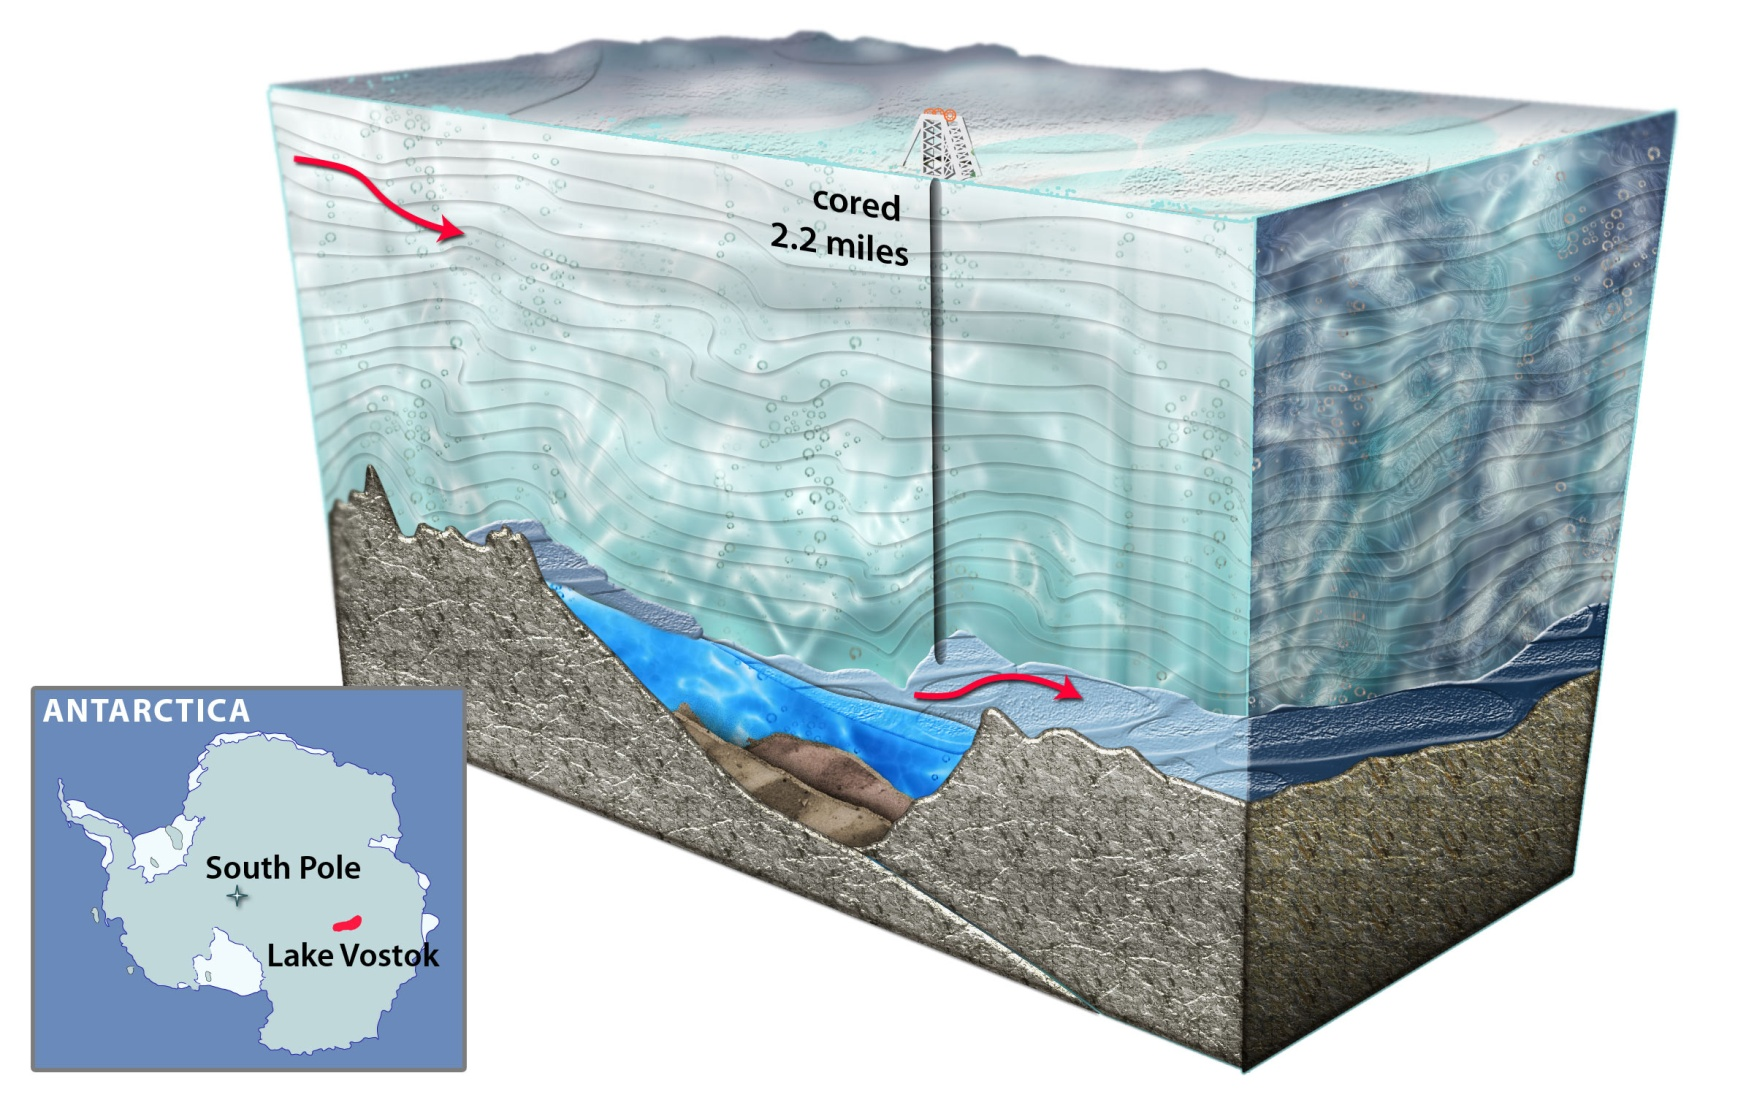 cored
2.2 miles
ANTARCTICA
South Pole
Lake Vostok